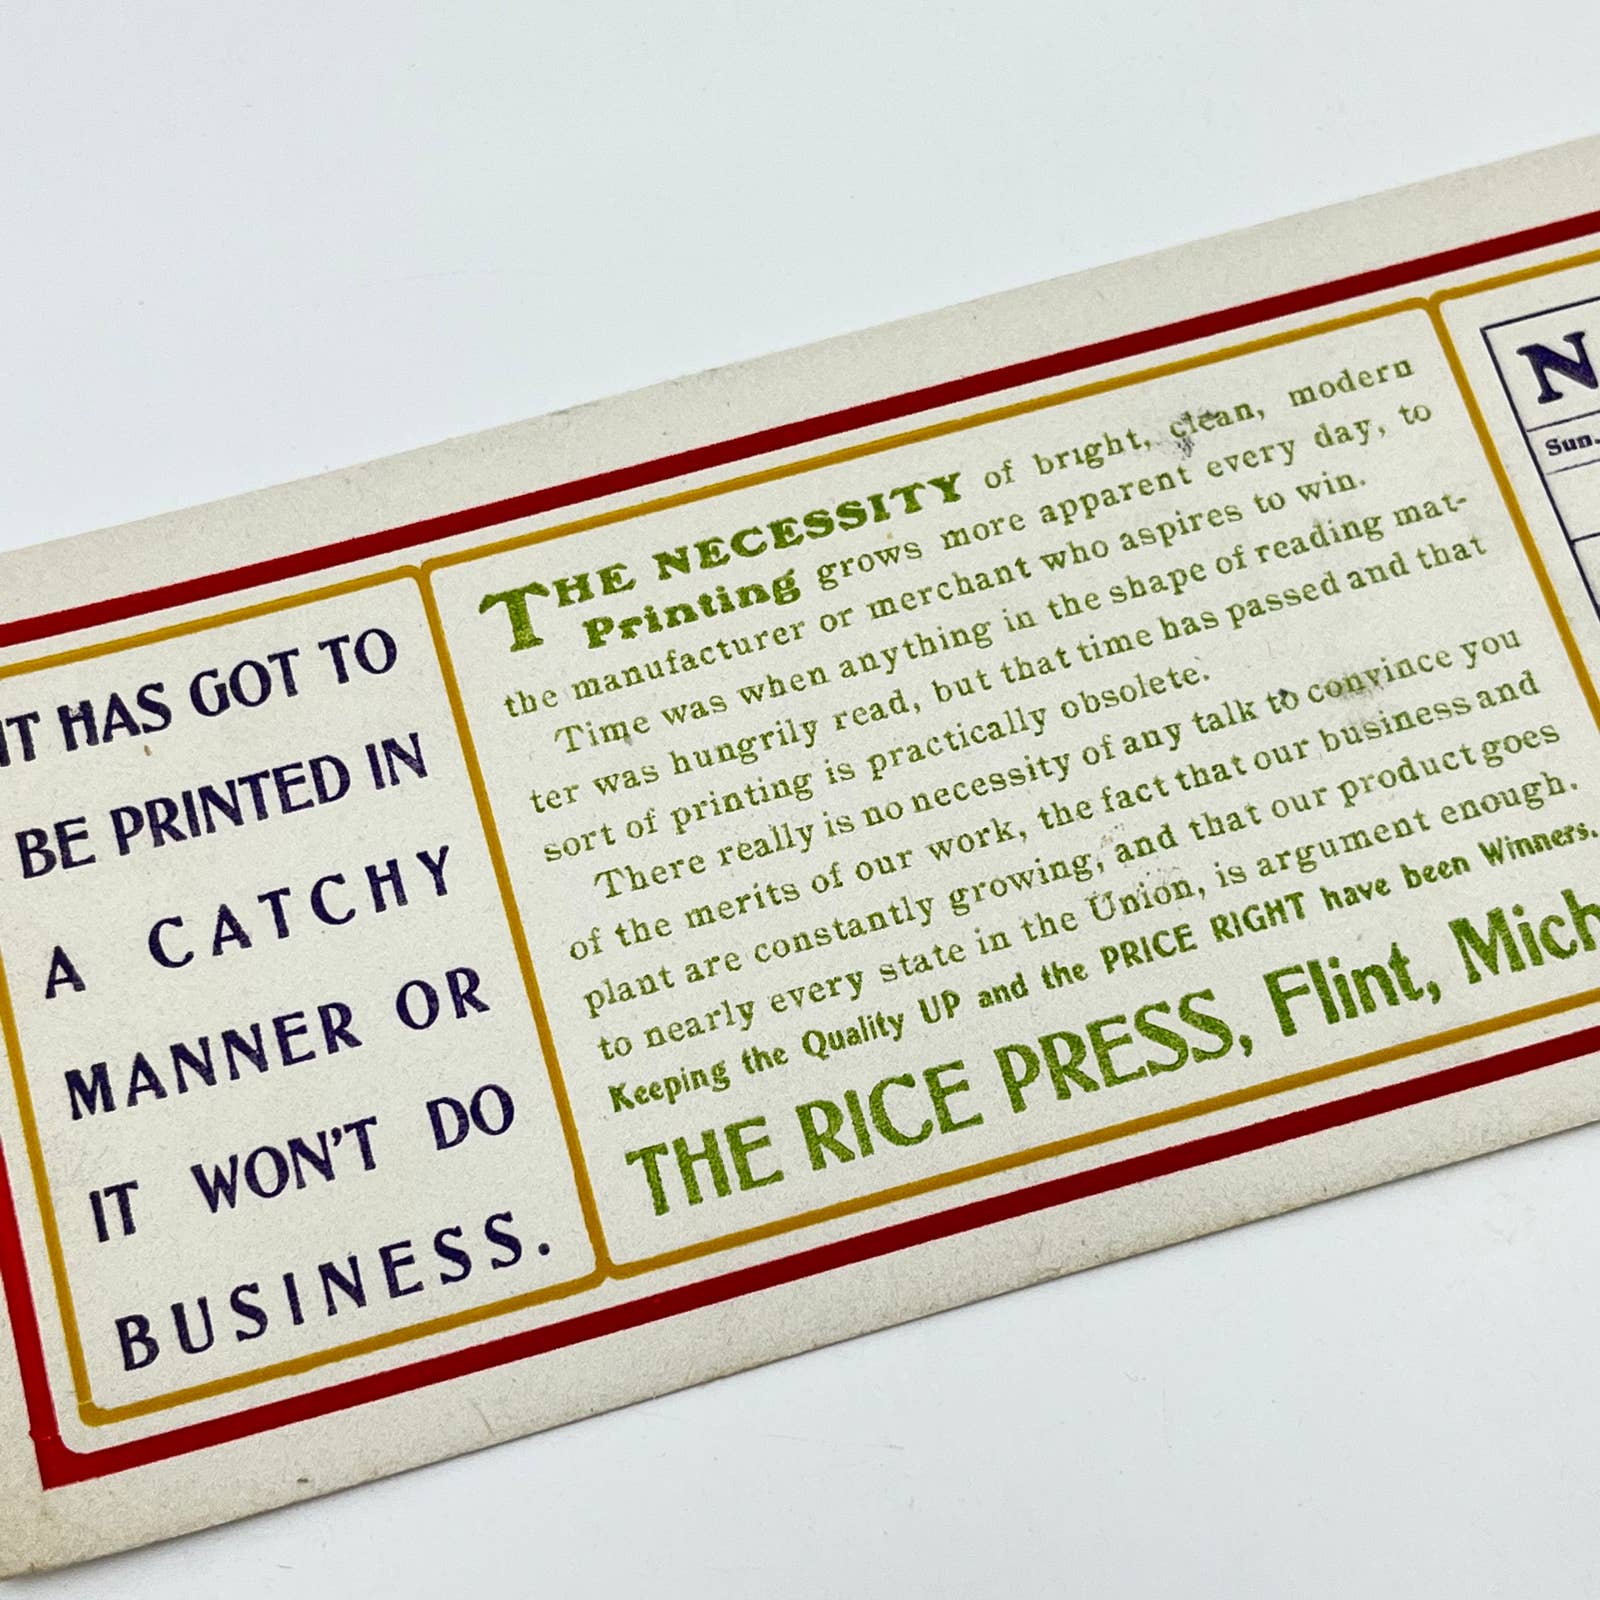 IT HAS GOT TO
BE PRINTED IN
A CATCHY
MANNER OR
IT WON'T DO
BUSINESS.
THE NECESSITY of bright, clean, modern
Printing grows more apparent every day, to
the manufacturer or merchant who aspires to win.
Time was when anything in the shape of reading mat-
ter was hungrily read, but that time has passed and that
sort of printing is practically obsolete.
There really is no necessity of any talk to convince you
of the merits of our work, the fact that our business and
plant are constantly growing, and that our product goes
to nearly every state in the Union, is argument enough.
Keeping the Quality UP and the PRICE RIGHT have been Winners.
THE RICE PRESS, Flint, Mich
N
Sun.